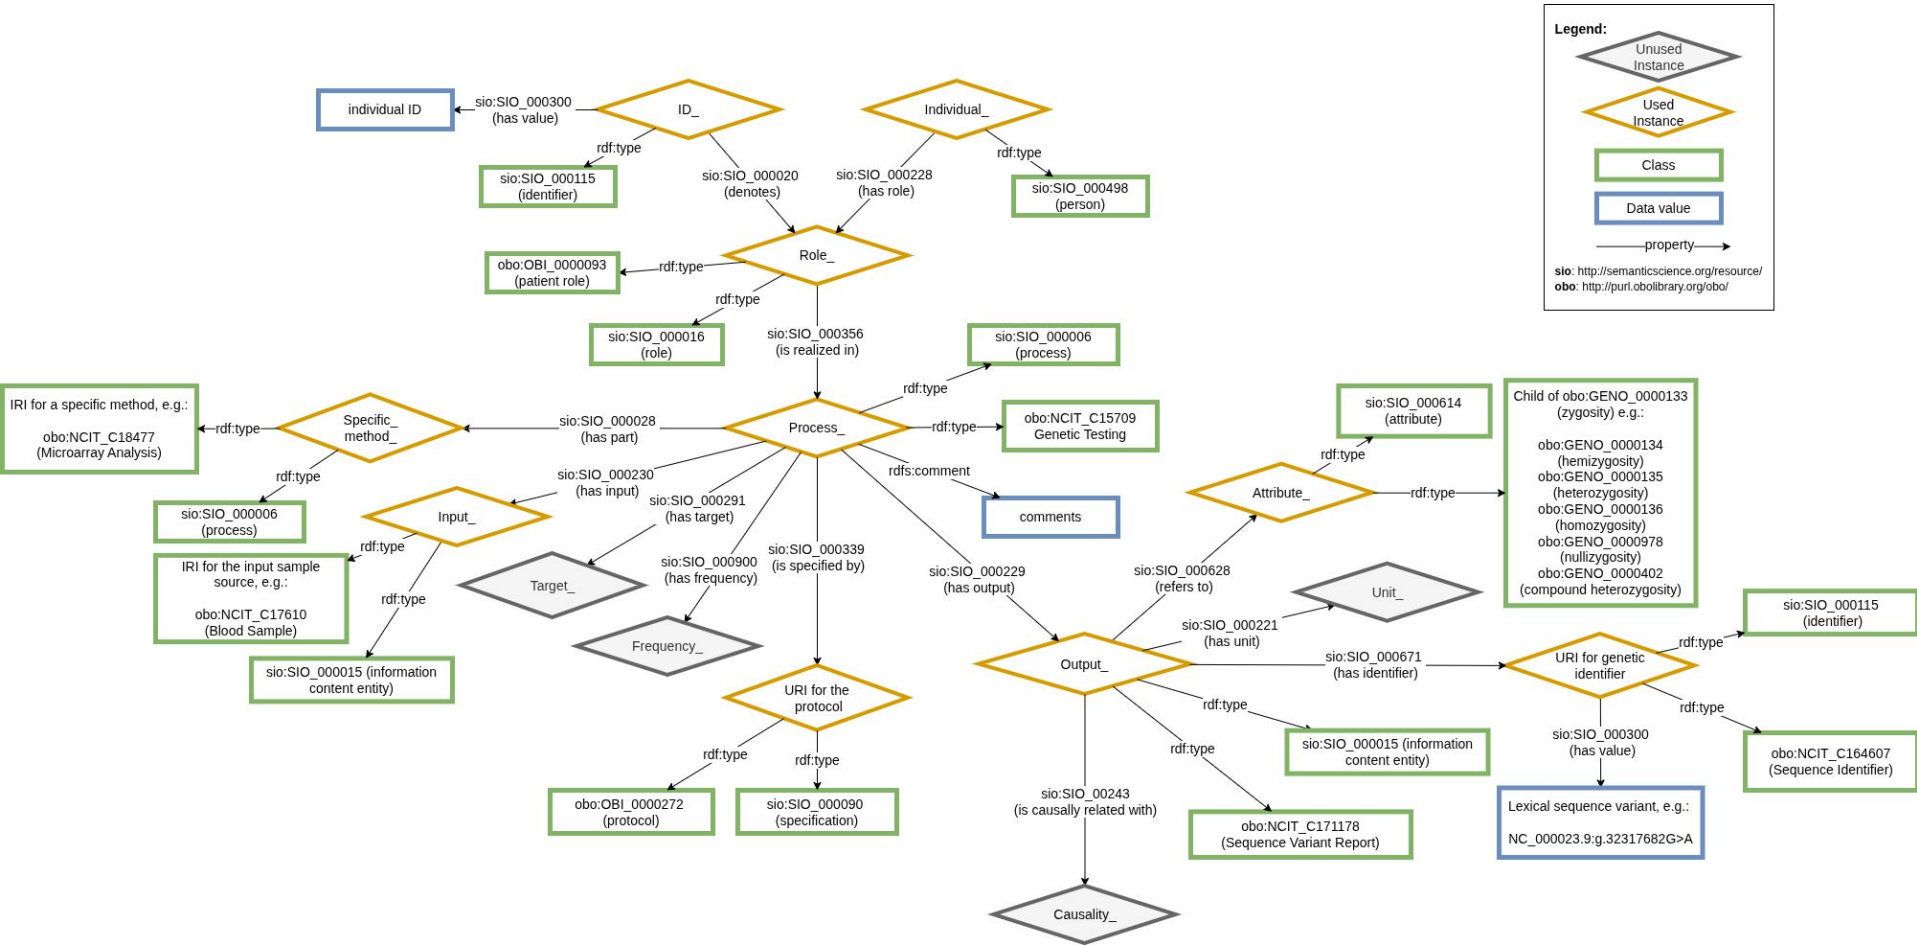 Legend:
Unused
Instance
Used
Instance
Class
Data value
property
sio: http://semanticscience.org/resource/
obo: http://purl.obolibrary.org/obo/
individual ID
sio:SIO_000300
(has value)
ID_
Individual_
rdf:type
rdf:type
sio:SIO_000115
(identifier)
sio:SIO_000020
(denotes)
sio:SIO_000228
(has role)
sio:SIO_000498
(person)
Role_
obo:OBI_0000093
(patient role)
rdf:type
rdf:type
sio:SIO_000016
(role)
sio:SIO_000356
(is realized in)
sio:SIO_000006
(process)
rdf:type
IRI for a specific method, e.g.:
obo:NCIT_C18477
(Microarray Analysis)
rdf:type
Specific_
method_
sio:SIO_000028
(has part)
Process_
rdf:type
obo:NCIT_C15709
Genetic Testing
rdf:type
sio:SIO_000006
(process)
sio:SIO_000230
(has input)
sio:SIO_000291
(has target)
rdfs:comment
comments
Input_
rdf:type
IRI for the input sample
source, e.g.:
obo:NCIT_C17610
(Blood Sample)
rdf:type
sio:SIO_000015 (information
content entity)
Target_
sio:SIO_000900
(has frequency)
Frequency_
sio:SIO_000339
(is specified by)
URI for the
protocol
rdf:type
rdf:type
obo:OBI_0000272
(protocol)
sio:SIO_000090
(specification)
sio:SIO_000229
(has output)
Output_
sio:SIO_000628
(refers to)
Attribute_
rdf:type
sio:SIO_000614
(attribute)
rdf:type
Child of obo:GENO_0000133
(zygosity) e.g.:
obo:GENO_0000134
(hemizygosity)
obo:GENO_0000135
(heterozygosity)
obo:GENO_0000136
(homozygosity)
obo:GENO_0000978
(nullizygosity)
obo:GENO_0000402
(compound heterozygosity)
sio:SIO_000221
(has unit)
Unit_
sio:SIO_000671
(has identifier)
URI for genetic
identifier
rdf:type
sio:SIO_000115
(identifier)
rdf:type
obo:NCIT_C164607
(Sequence Identifier)
sio:SIO_000300
(has value)
Lexical sequence variant, e.g.:
NC_000023.9:g.32317682G>A
rdf:type
sio:SIO_000015 (information
content entity)
rdf:type
obo:NCIT_C171178
(Sequence Variant Report)
sio:SIO_00243
(is causally related with)
Causality_